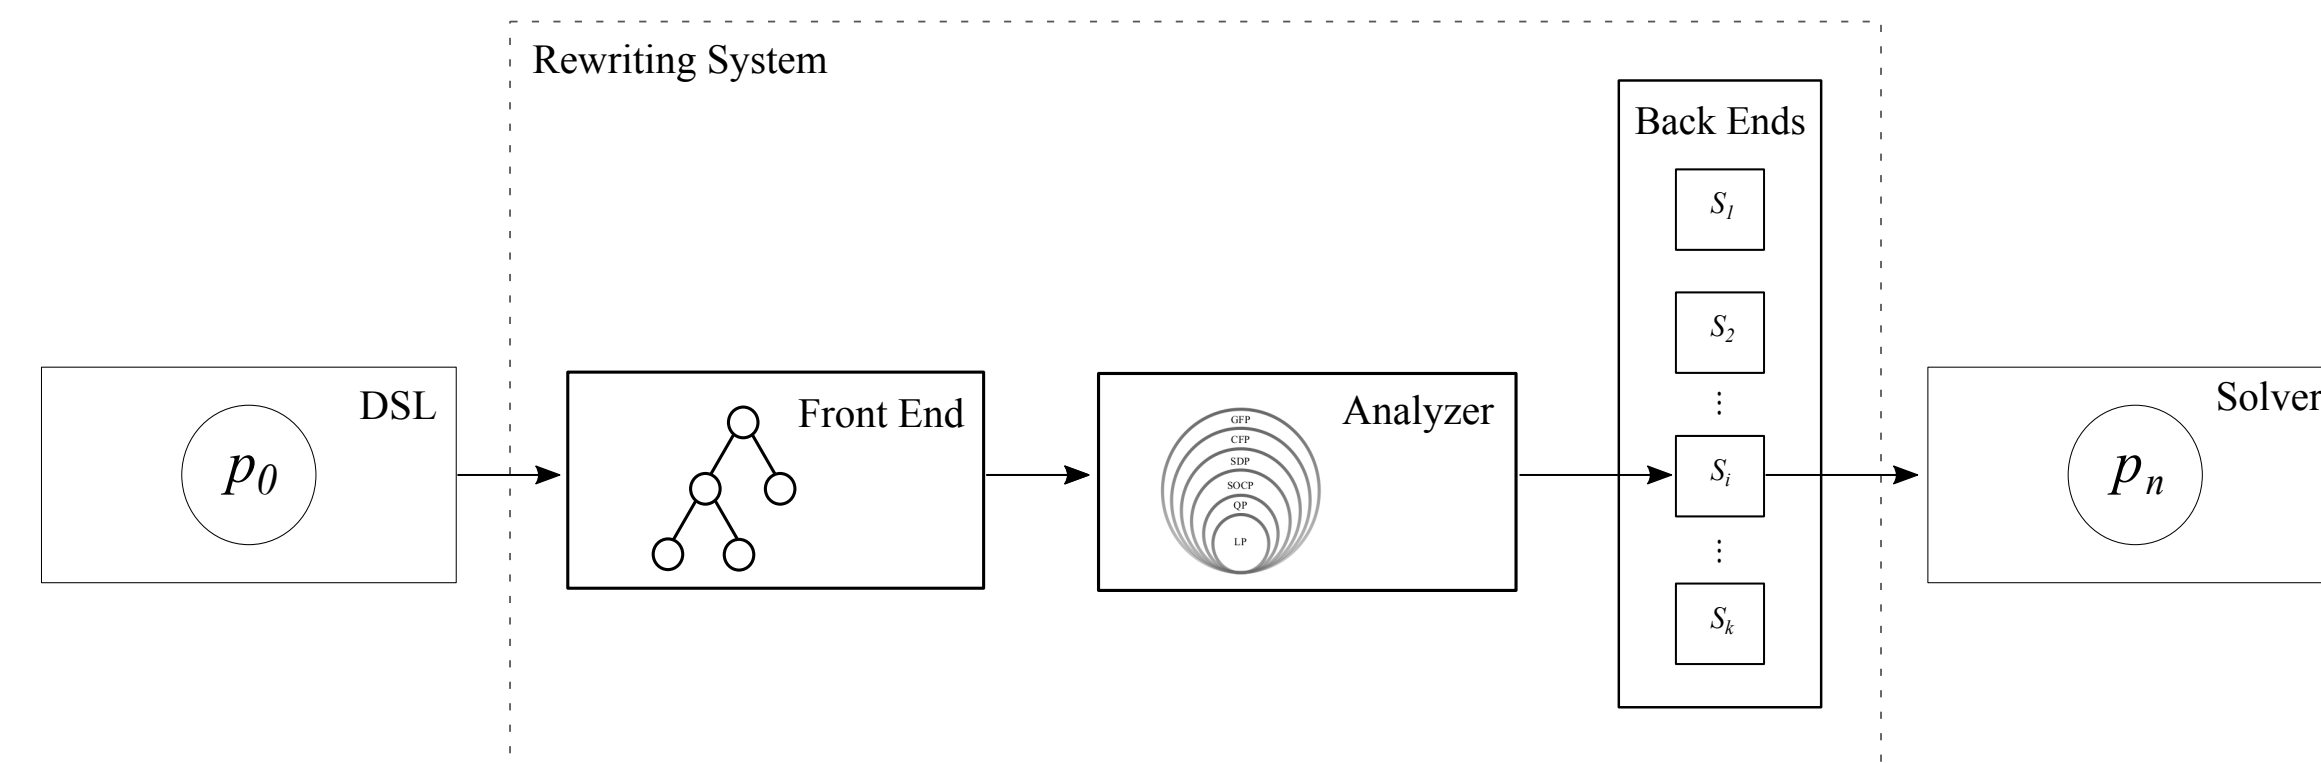 Rewriting System
Back Ends
S1
S2
⋮
Si
⋮
Sk
DSL
p0
Front End
Analyzer
GFP
CFP
SDP
SOCP
QP
LP
Solver
pn